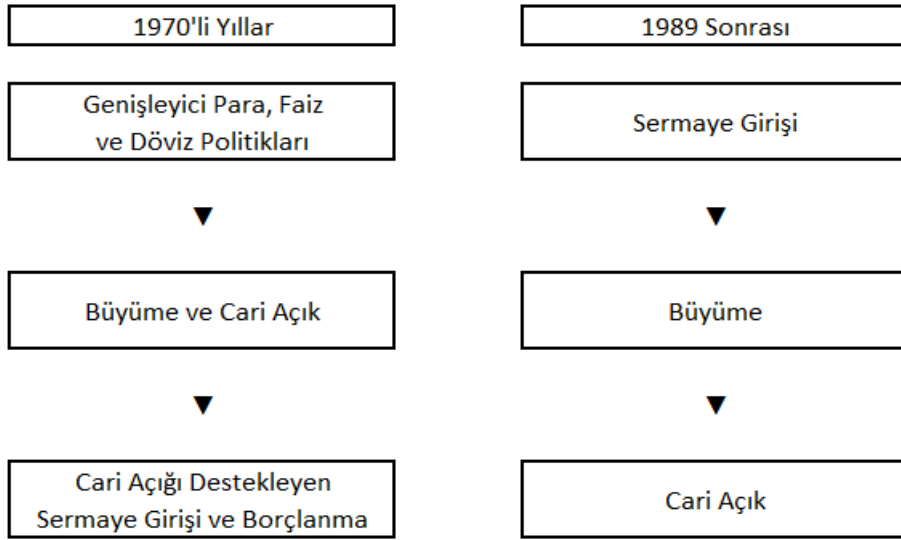 1970'li Yıllar
Genişleyici Para, Faiz
ve Döviz Politikları
Büyüme ve Cari Açık
Cari Açığı Destekleyen
Sermaye Girişi ve Borçlanma
1989 Sonrası
Sermaye Girişi
Büyüme
Cari Açık